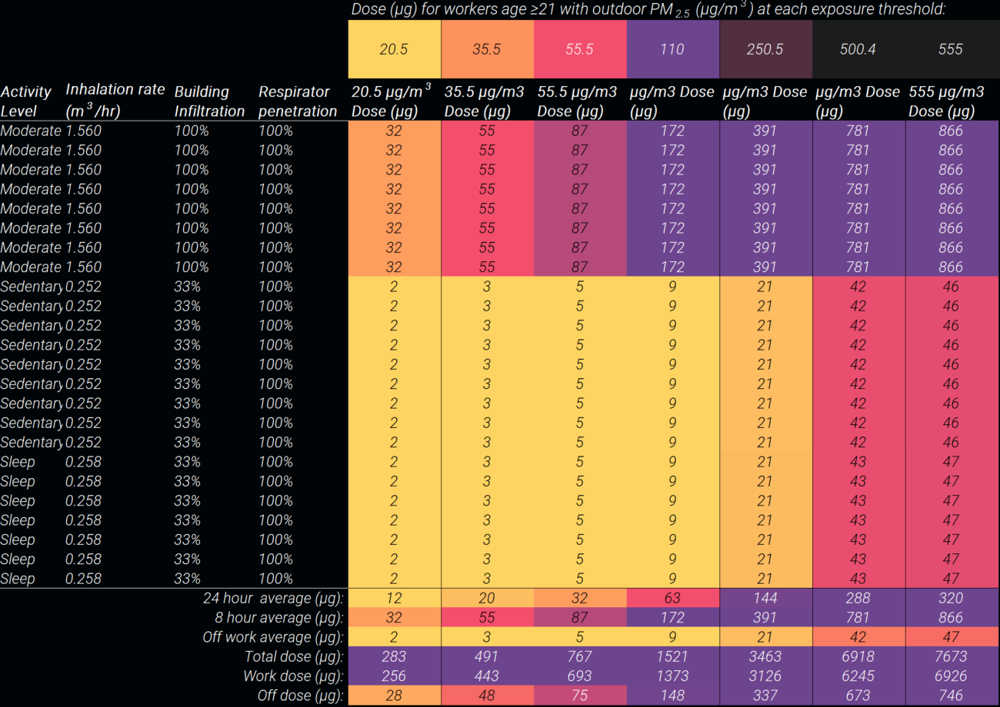 Dose (µg) for workers age ≥21 with outdoor PM2.5 (µg/m³) at each exposure threshold:
20.5 35.5 55.5 110 250.5 500.4 555
Activity Level Inhalation rate (m³/hr) Building Infiltration Respirator penetration 20.5 µg/m³ Dose (µg) 35.5 µg/m3 Dose (µg) 55.5 µg/m3 Dose (µg) µg/m3 Dose (µg) µg/m3 Dose (µg) µg/m3 Dose (µg) 555 µg/m3 Dose (µg)
Moderate 1.560 100% 100% 32 55 87 172 391 781 866
Moderate 1.560 100% 100% 32 55 87 172 391 781 866
Moderate 1.560 100% 100% 32 55 87 172 391 781 866
Moderate 1.560 100% 100% 32 55 87 172 391 781 866
Moderate 1.560 100% 100% 32 55 87 172 391 781 866
Moderate 1.560 100% 100% 32 55 87 172 391 781 866
Moderate 1.560 100% 100% 32 55 87 172 391 781 866
Moderate 1.560 100% 100% 32 55 87 172 391 781 866
Sedentary 0.252 33% 100% 2 3 5 9 21 42 46
Sedentary 0.252 33% 100% 2 3 5 9 21 42 46
Sedentary 0.252 33% 100% 2 3 5 9 21 42 46
Sedentary 0.252 33% 100% 2 3 5 9 21 42 46
Sedentary 0.252 33% 100% 2 3 5 9 21 42 46
Sedentary 0.252 33% 100% 2 3 5 9 21 42 46
Sedentary 0.252 33% 100% 2 3 5 9 21 42 46
Sedentary 0.252 33% 100% 2 3 5 9 21 42 46
Sedentary 0.252 33% 100% 2 3 5 9 21 42 46
Sleep 0.258 33% 100% 2 3 5 9 21 43 47
Sleep 0.258 33% 100% 2 3 5 9 21 43 47
Sleep 0.258 33% 100% 2 3 5 9 21 43 47
Sleep 0.258 33% 100% 2 3 5 9 21 43 47
Sleep 0.258 33% 100% 2 3 5 9 21 43 47
Sleep 0.258 33% 100% 2 3 5 9 21 43 47
Sleep 0.258 33% 100% 2 3 5 9 21 43 47
24 hour average (µg): 12 20 32 63 144 288 320
8 hour average (µg): 32 55 87 172 391 781 866
Off work average (µg): 2 3 5 9 21 42 47
Total dose (µg): 283 491 767 1521 3463 6918 7673
Work dose (µg): 256 443 693 1373 3126 6245 6926
Off dose (µg): 28 48 75 148 337 673 746